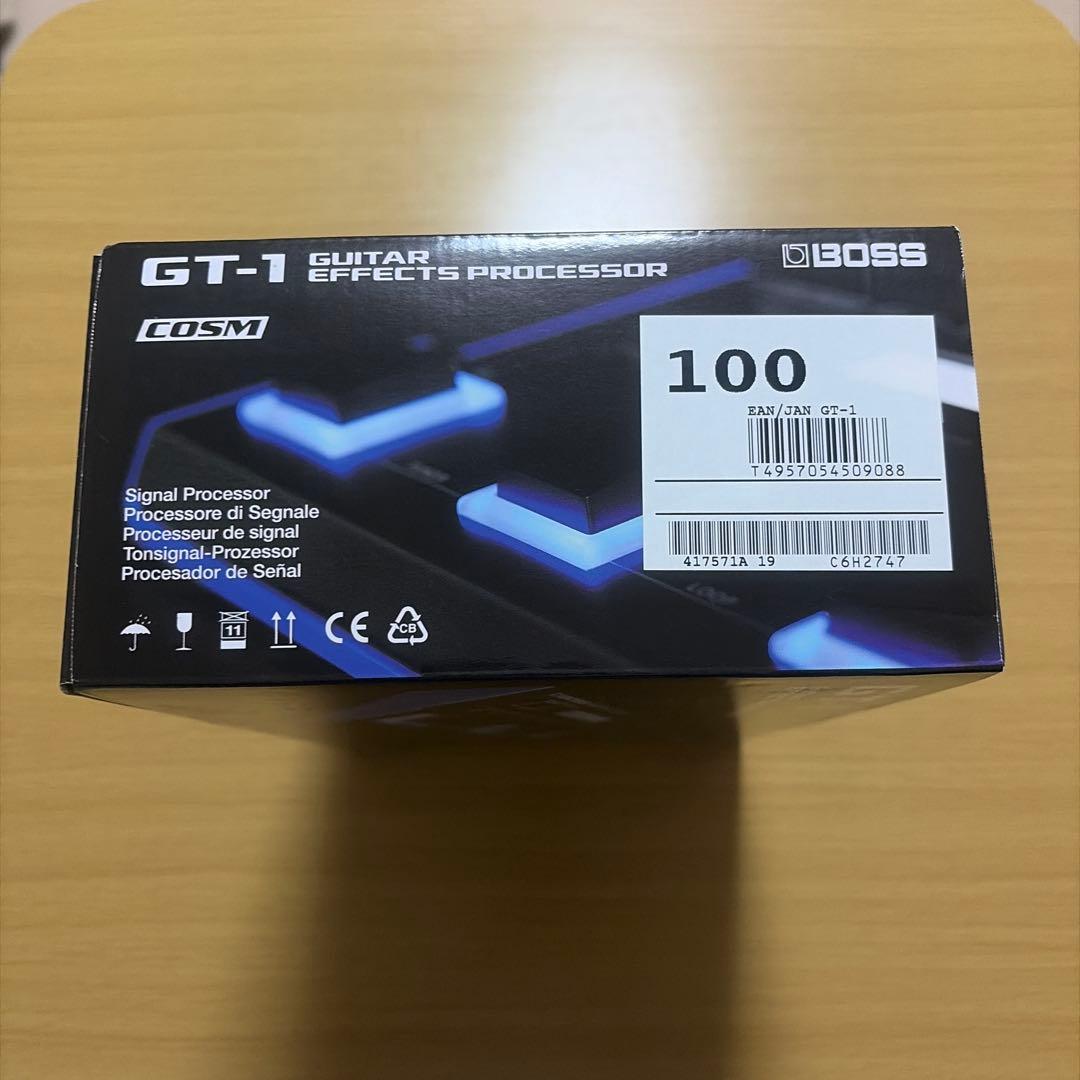 GT-1 GUITAR EFFECTS PROCESSOR
BOSS
COSM
100
EAN/JAN GT-1
T4957054509088
417571A 19 C6H2747
Signal Processor
Processore di Segnale
Processeur de signal
Tonsignal-Prozessor
Procesador de Señal
11
CE
CB
LOOP